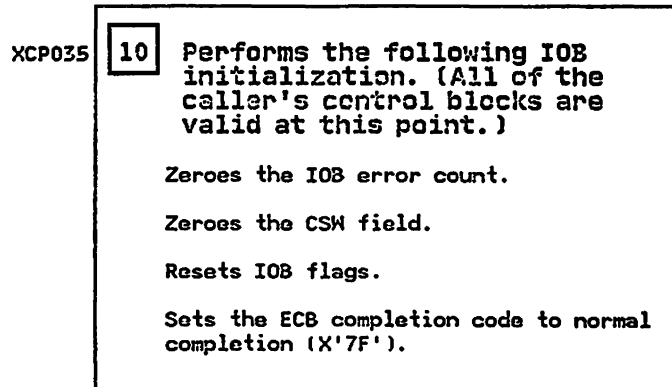 XCP035 10 Performs the following IOB
initialization. (All of the
caller's control blocks are
valid at this point.)
Zeroes the IOB error count.
Zeroes the CSW field.
Resets IOB flags.
Sets the ECB completion code to normal
completion (X'7F').